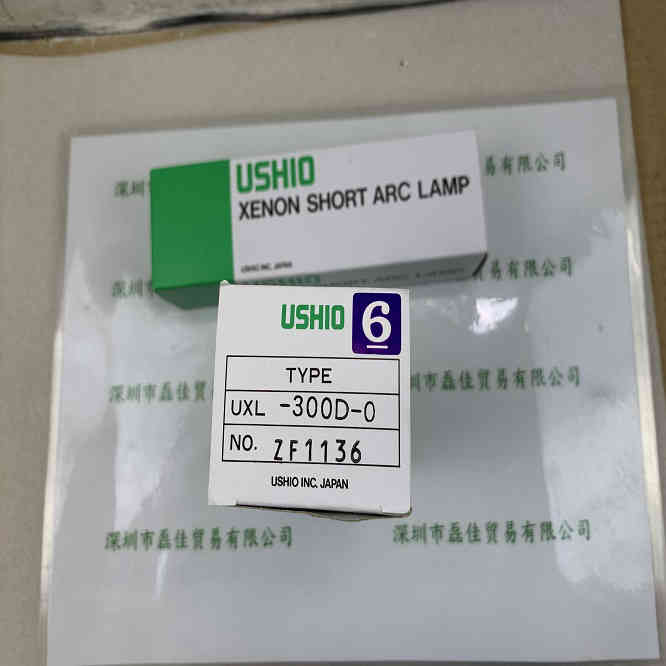 深圳
易有限公司
USHIO
XENON SHORT ARC LAMP
USHIO INC. JAPAN
深圳市
易有限公司
USHIO 6
TYPE
UXL -300D-0
NO. ZF1136
USHIO INC. JAPAN
深圳市磊佳贸
圳市磊佳贸易有限公司
深圳市磊佳贸易有限公司
深圳市磊佳贸易有限公司